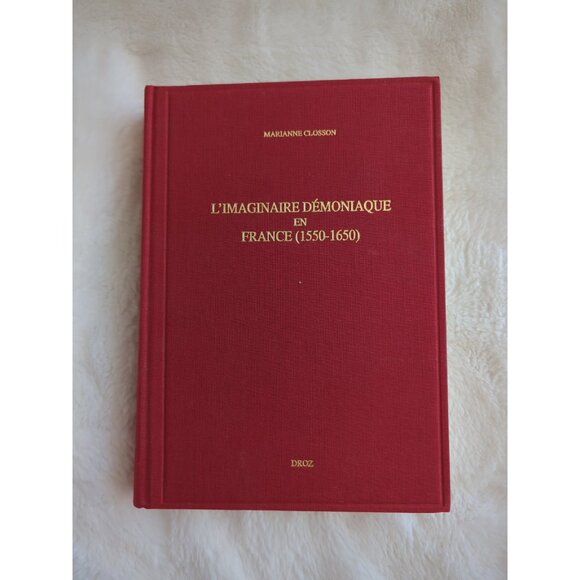 MARIANNE CLOSSON
L'IMAGINAIRE DÉMONIAQUE
EN
FRANCE (1550-1650)
DROZ